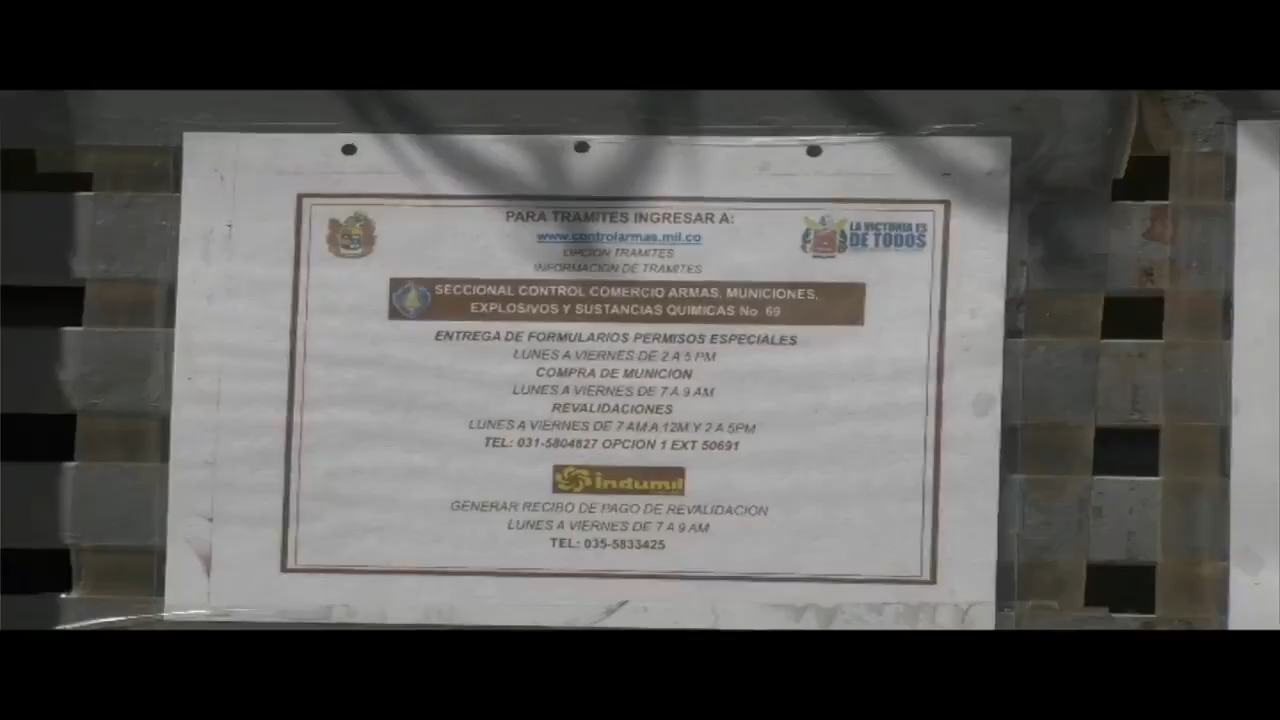 PARA TRAMITES INGRESAR A:
www.controlarmas.mil.co
OPCION TRAMITES
INFORMACION DE TRAMITES
LA VICTORIA ES
DE TODOS
SECCIONAL CONTROL COMERCIO ARMAS, MUNICIONES,
EXPLOSIVOS Y SUSTANCIAS QUIMICAS No 69
ENTREGA DE FORMULARIOS PERMISOS ESPECIALES
LUNES A VIERNES DE 2 A 5 PM
COMPRA DE MUNICION
LUNES A VIERNES DE 7 A 9 AM
REVALIDACIONES
LUNES A VIERNES DE 7 AM A 12M Y 2 A 5PM
TEL: 031-5804827 OPCION 1 EXT 50691
indumil
GENERAR RECIBO DE PAGO DE REVALIDACION
LUNES A VIERNES DE 7 A 9 AM
TEL: 035-5833425